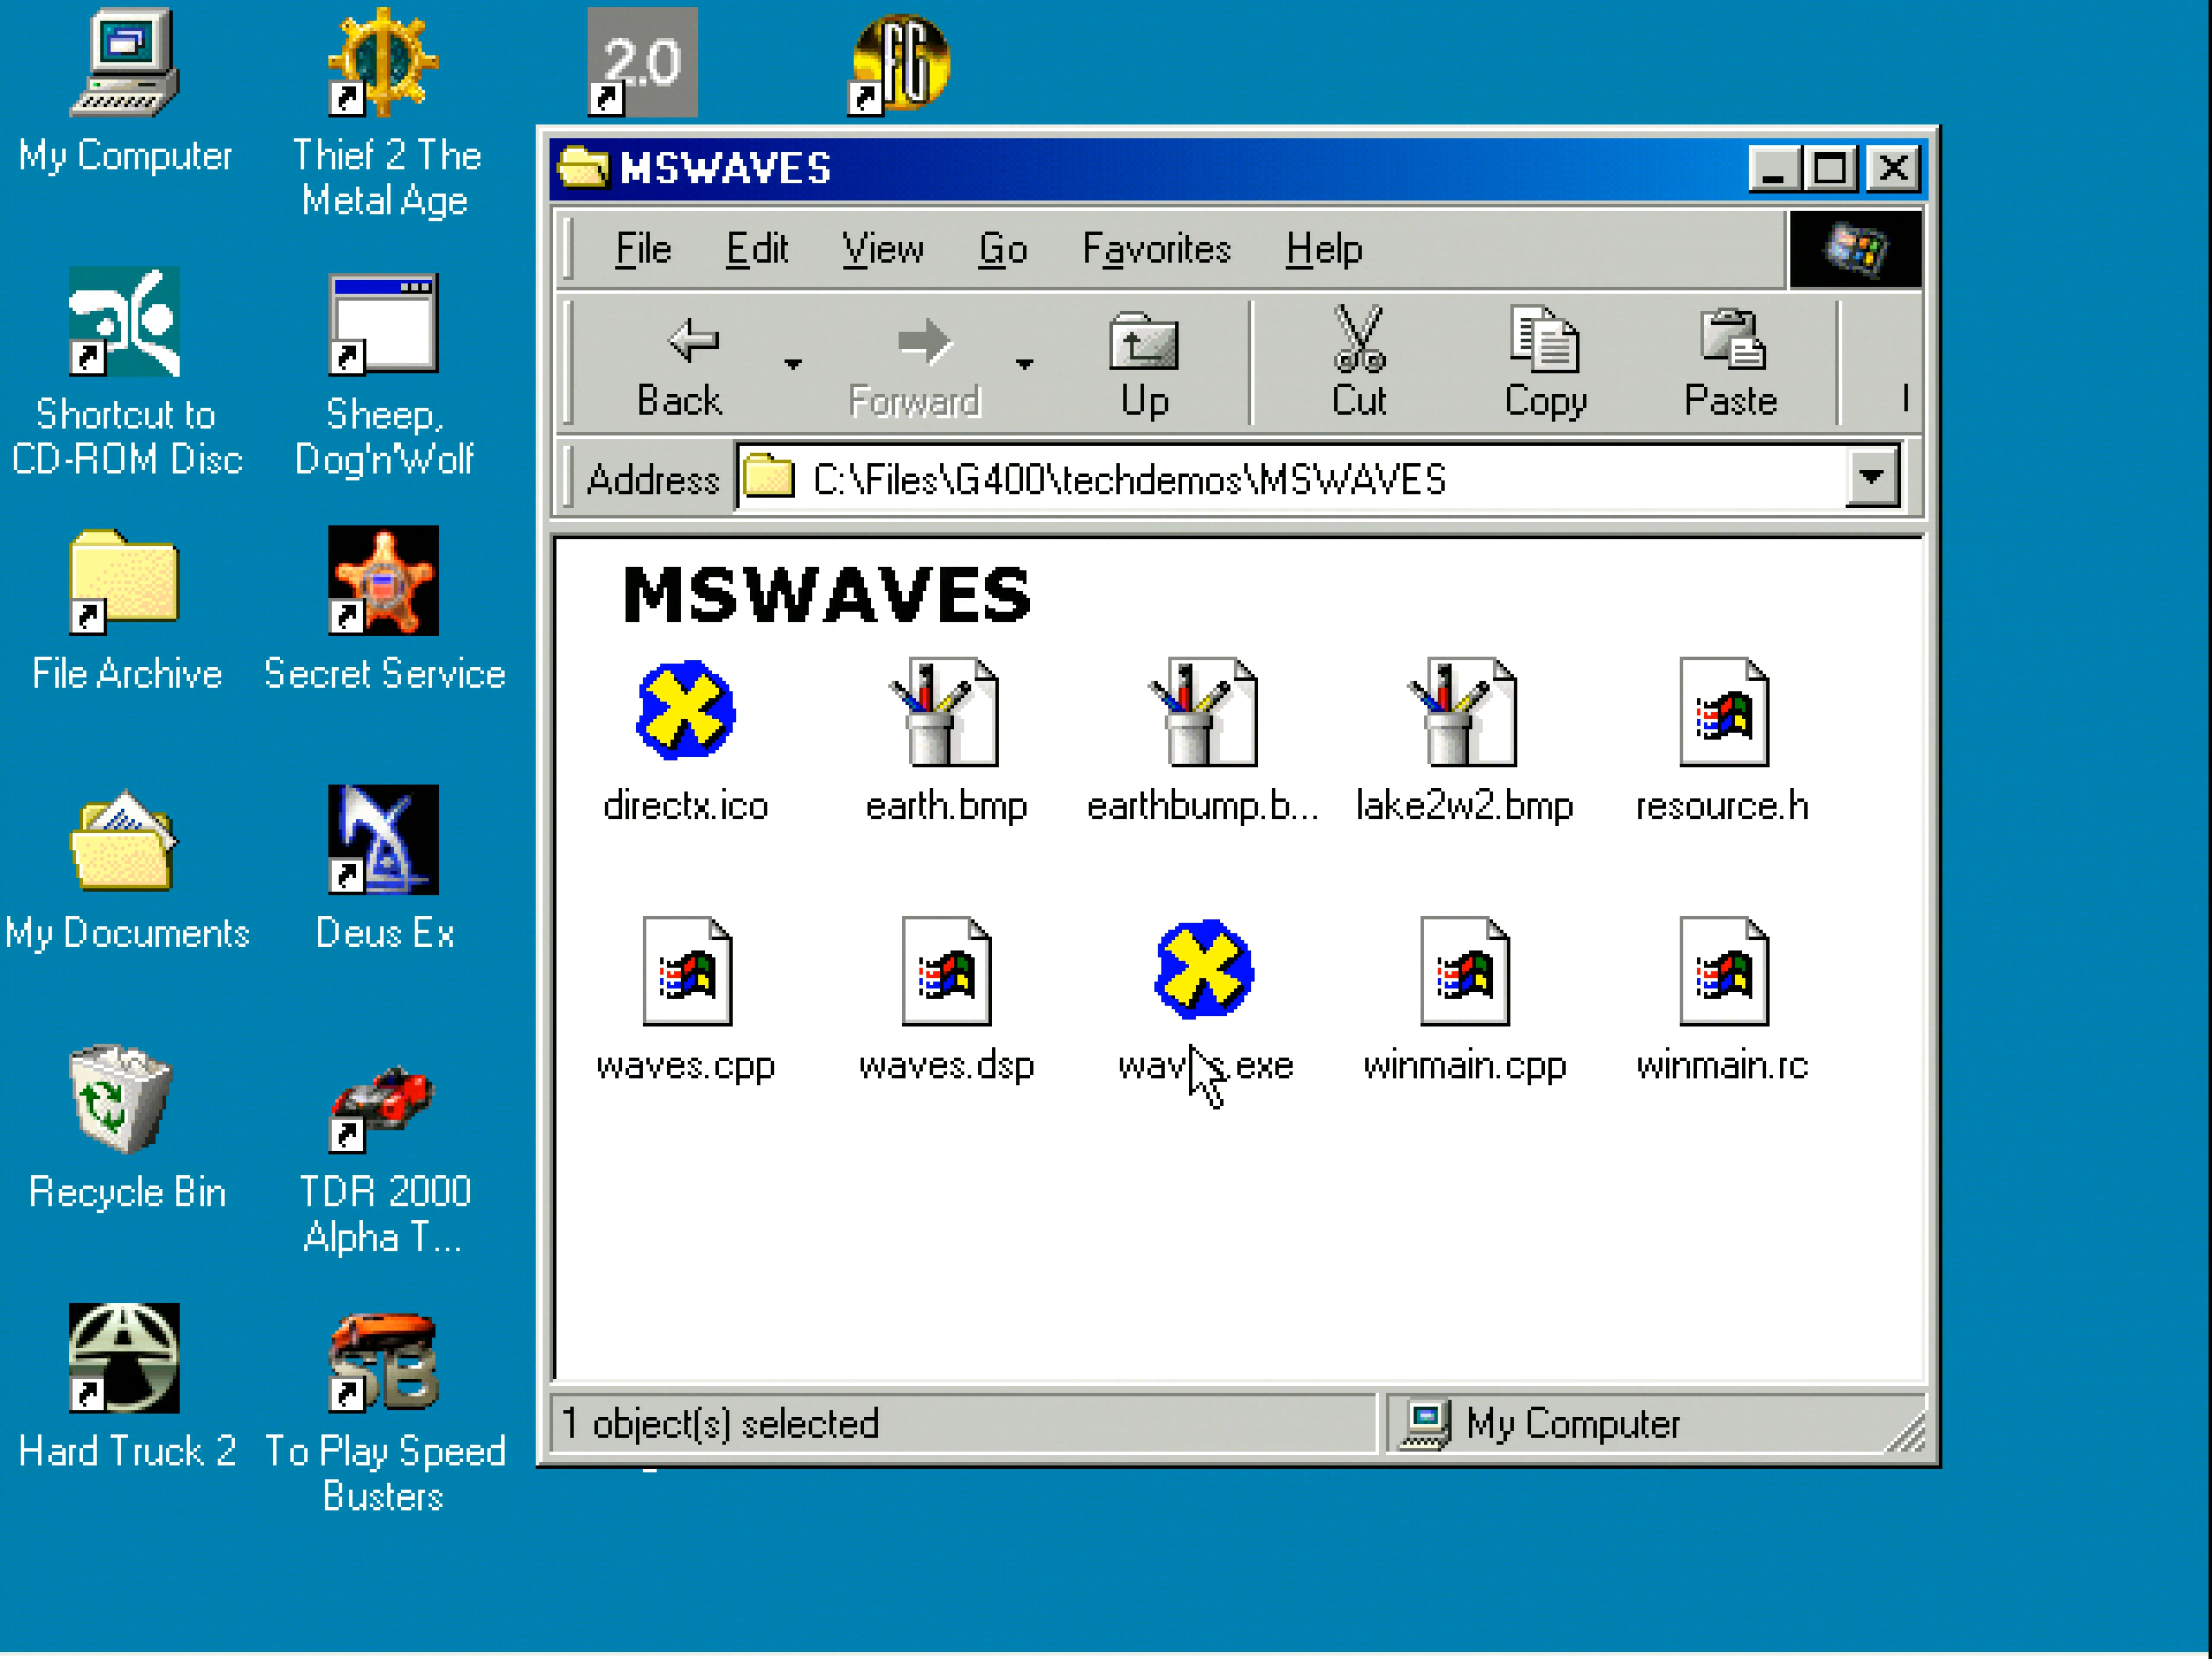 My Computer
Thief 2 The
Metal Age
2.0
FG
Shortcut to
CD-ROM Disc
Sheep,
Dog'n'Wolf
File Archive
Secret Service
My Documents
Deus Ex
Recycle Bin
TDR 2000
Alpha T...
Hard Truck 2
SB
To Play Speed
Busters
MSWAVES
File Edit View Go Favorites Help
Back Forward Up Cut Copy Paste
Address C:\Files\G400\techdemos\MSWAVES
MSWAVES
directx.ico earth.bmp earthbump.b... lake2w2.bmp resource.h
waves.cpp waves.dsp waves.exe winmain.cpp winmain.rc
1 object(s) selected My Computer